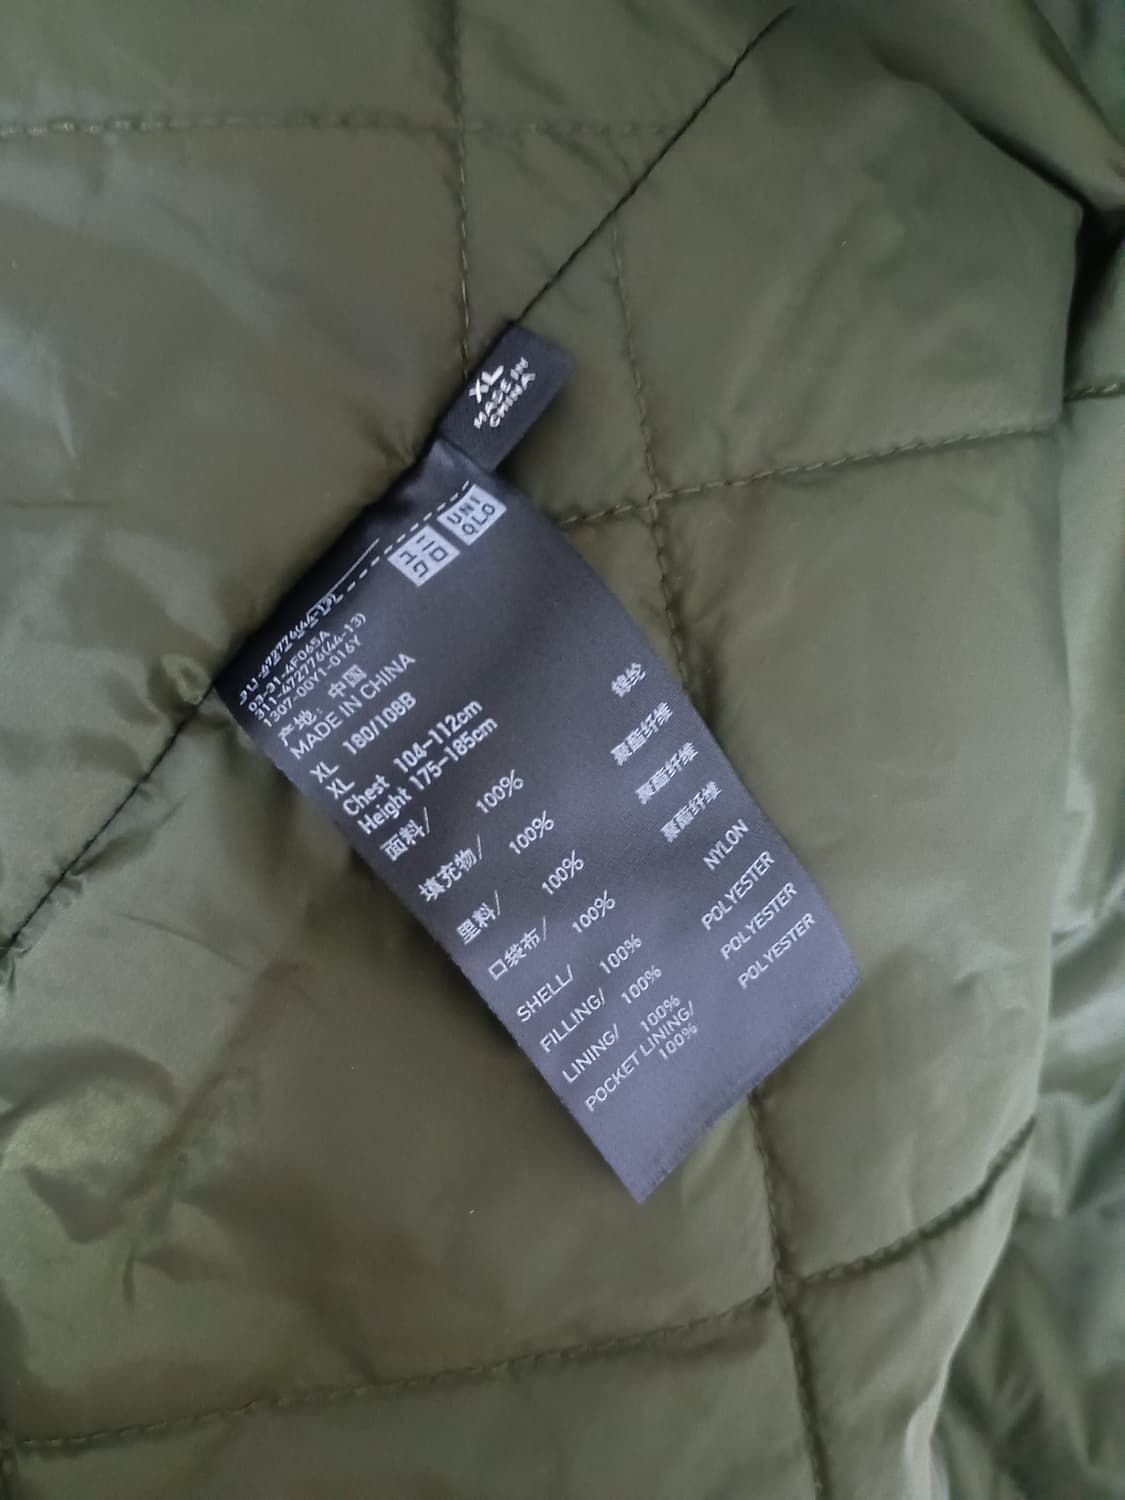 XL
MADE IN
CHINA
ユニ
クロ
UNI
QLO
03-31-4F065A
311-472776(44-13)
1307-00Y1-016Y
产地: 中国
MADE IN CHINA
XL 180/108B
XL
Chest 104-112cm
Height 175-185cm
面料/ 100% 锦纶
填充物/ 100% 聚酯纤维
里料/ 100% 聚酯纤维
口袋布/ 100% 聚酯纤维
SHELL/ 100% NYLON
FILLING/ 100% POLYESTER
LINING/ 100% POLYESTER
POCKET LINING/
100% POLYESTER